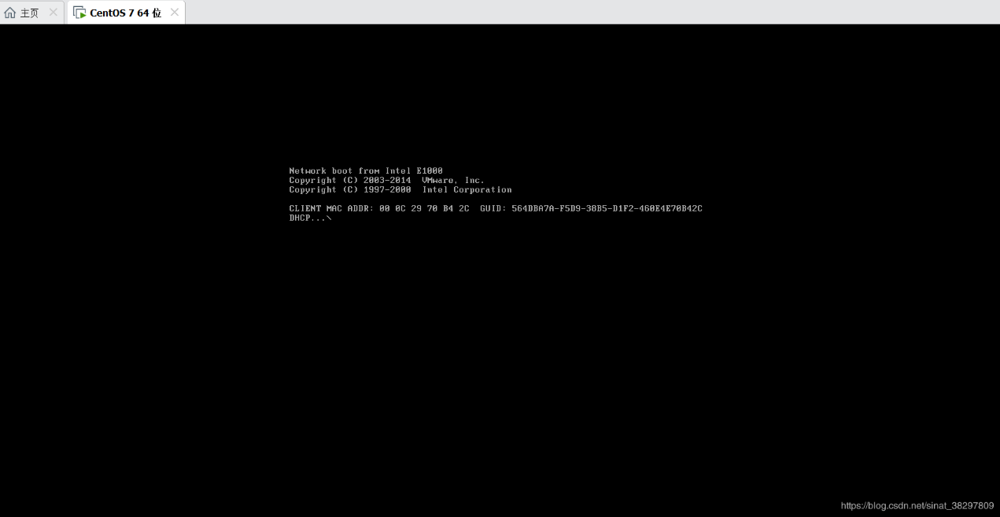 主页
CentOS 7 64 位
Network boot from Intel E1000
Copyright (C) 2003-2014  VMware, Inc.
Copyright (C) 1997-2000  Intel Corporation
CLIENT MAC ADDR: 00 0C 29 70 B4 2C  GUID: 564DBA7A-F5D9-38B5-D1F2-460E4E70B42C
DHCP...\
https://blog.csdn.net/sinat_38297809